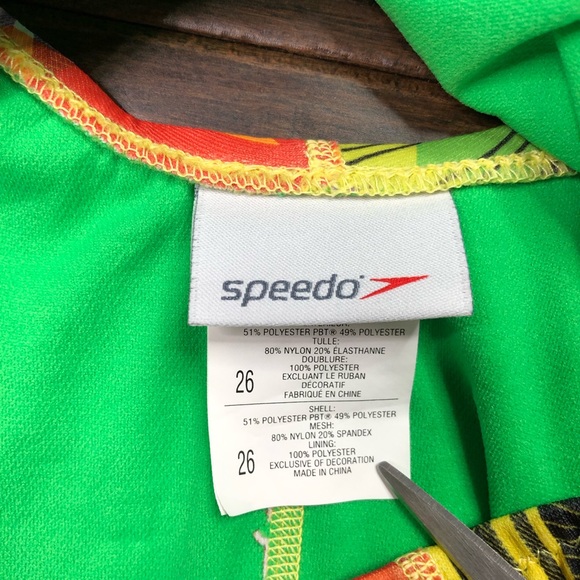 speedo
51% POLYESTER PBT® 49% POLYESTER
TULLE:
80% NYLON 20% ÉLASTHANNE
DOUBLURE:
100% POLYESTER
EXCLUANT LE RUBAN
DÉCORATIF
FABRIQUÉ EN CHINE
26
SHELL:
51% POLYESTER PBT® 49% POLYESTER
MESH:
80% NYLON 20% SPANDEX
LINING:
100% POLYESTER
EXCLUSIVE OF DECORATION
MADE IN CHINA
26